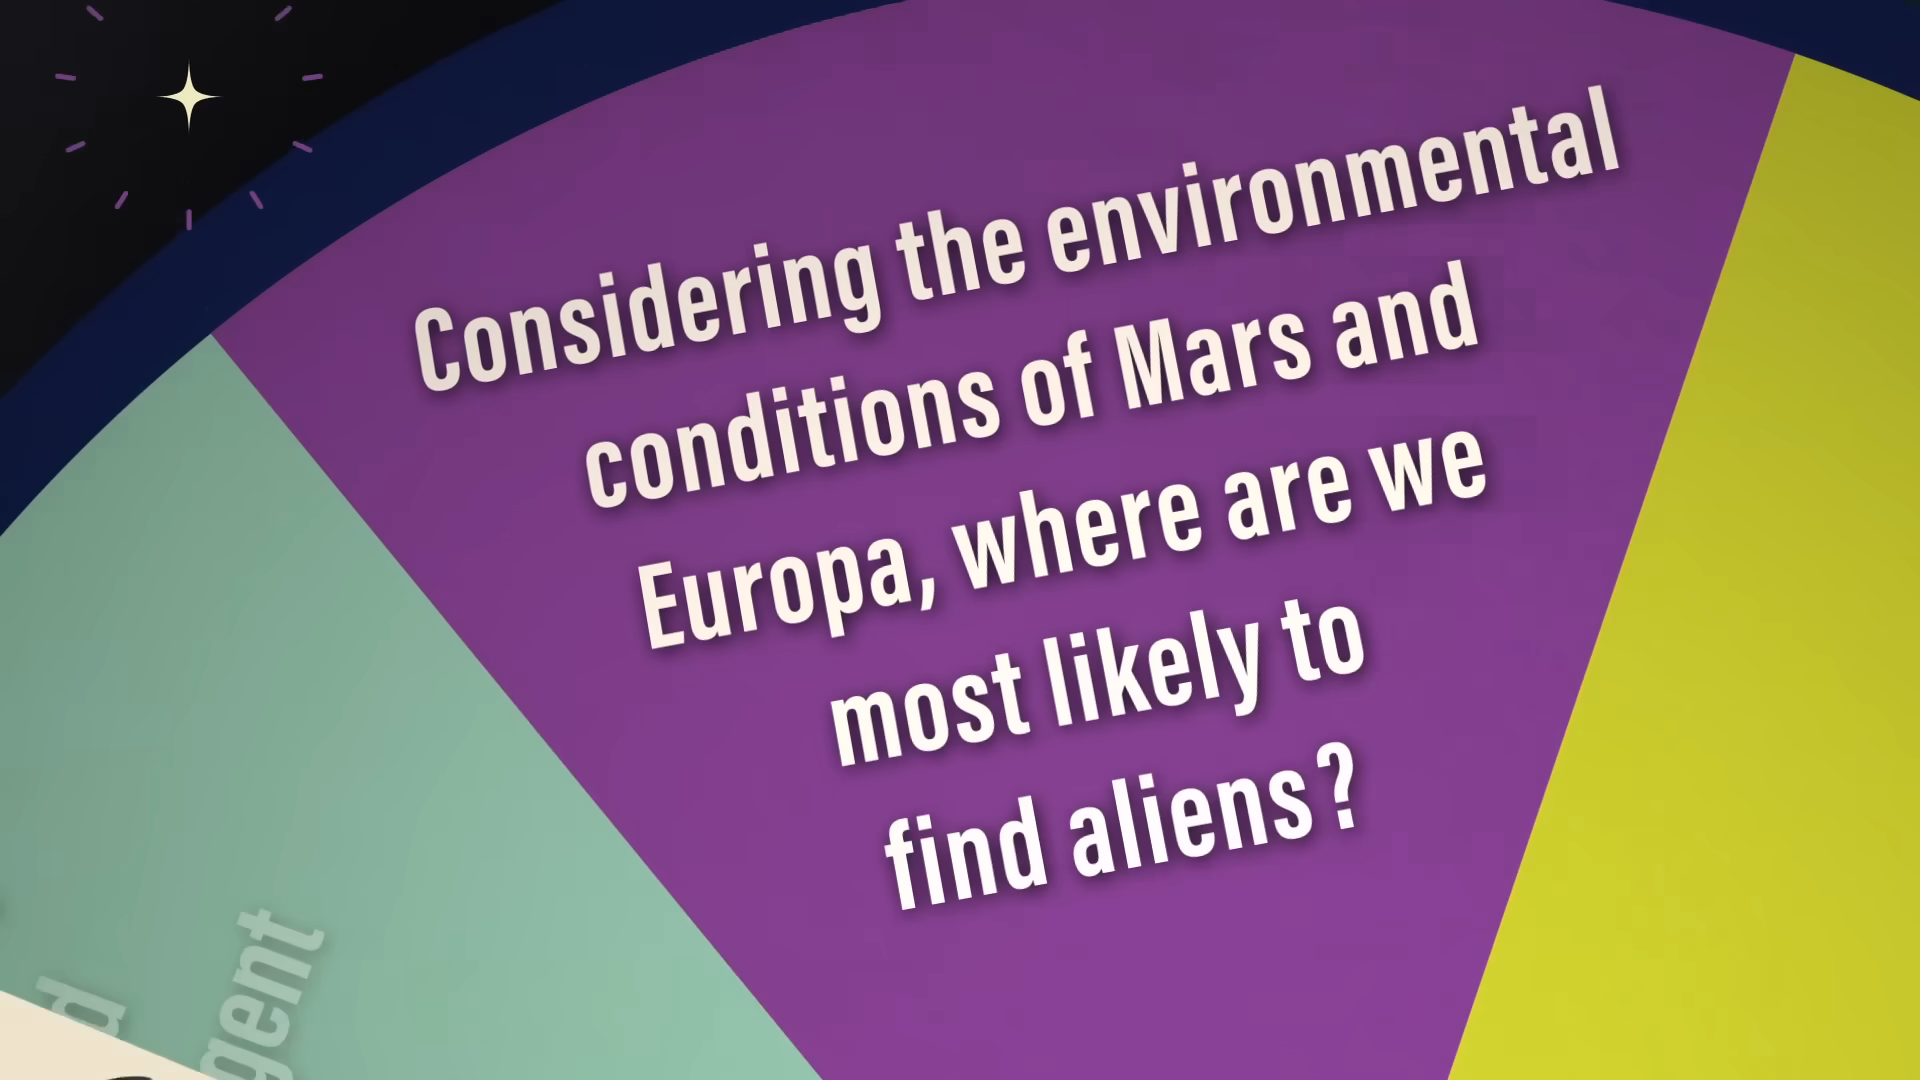 Considering the environmental
conditions of Mars and
Europa, where are we
most likely to
find aliens?
gent